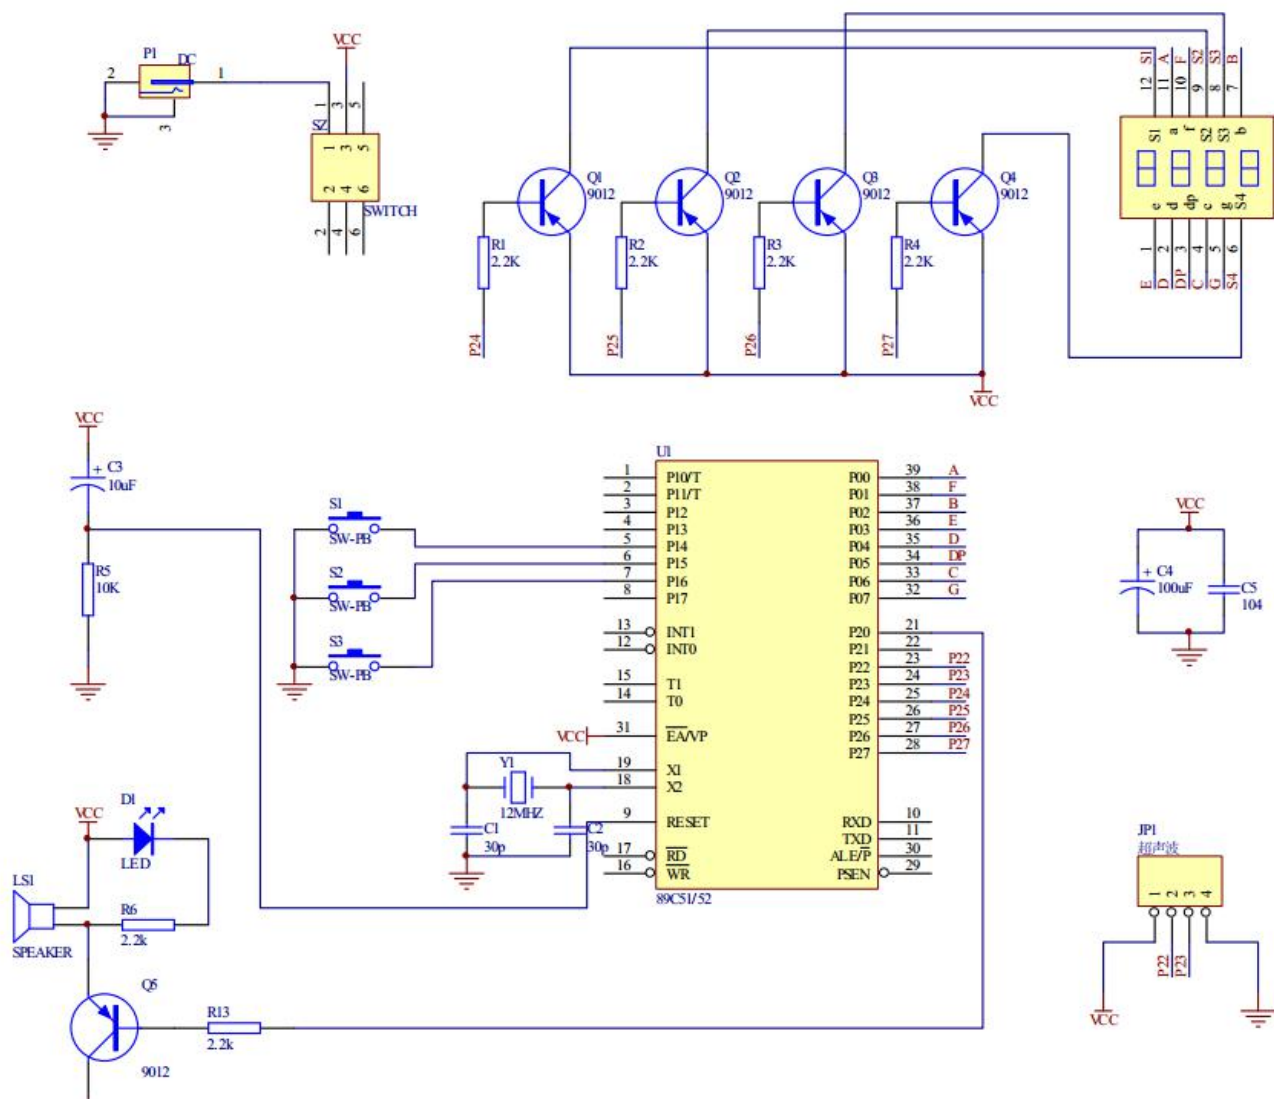 P1
DC
2
1
3
VCC
1
3
5
SZ
1
3
5
2
4
6
SWITCH
2
4
6
Q1
9012
R1
2.2K
P24
Q2
9012
R2
2.2K
P25
Q3
9012
R3
2.2K
P26
Q4
9012
R4
2.2K
P27
VCC
S1
A
F
S2
S3
B
12
11
10
9
8
7
S1
a
f
S2
S3
b
e
d
dp
c
g
S4
1
2
3
4
5
6
E
D
DP
C
G
S4
VCC
+
C3
10uF
R5
10K
S1
SW-PB
S2
SW-PB
S3
SW-PB
U1
1 P10/T
2 P11/T
3 P12
4 P13
5 P14
6 P15
7 P16
8 P17
13 INT1
12 INT0
15 T1
14 T0
VCC 31 EA/VP
19 X1
18 X2
9 RESET
17 RD
16 WR
P00 39 A
P01 38 F
P02 37 B
P03 36 E
P04 35 D
P05 34 DP
P06 33 C
P07 32 G
P20 21
P21 22
P22 23 P22
P23 24 P23
P24 25 P24
P25 26 P25
P26 27 P26
P27 28 P27
RXD 10
TXD 11
ALE/P 30
PSEN 29
89C51/52
Y1
12MHZ
C1
30p
C2
30p
VCC
+
C4
100uF
C5
104
VCC
D1
LED
LS1
SPEAKER
R6
2.2k
Q5
9012
R13
2.2k
JP1
超声波
1
2
3
4
P22
P23
VCC